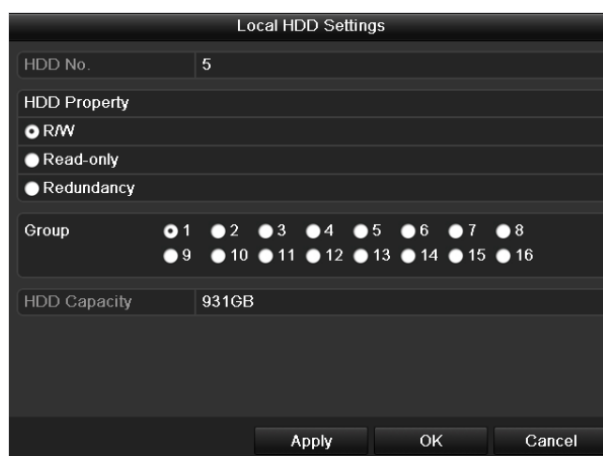 Local HDD Settings
HDD No. 5
HDD Property
R/W
Read-only
Redundancy
Group 1 2 3 4 5 6 7 8
9 10 11 12 13 14 15 16
HDD Capacity 931GB
Apply OK Cancel